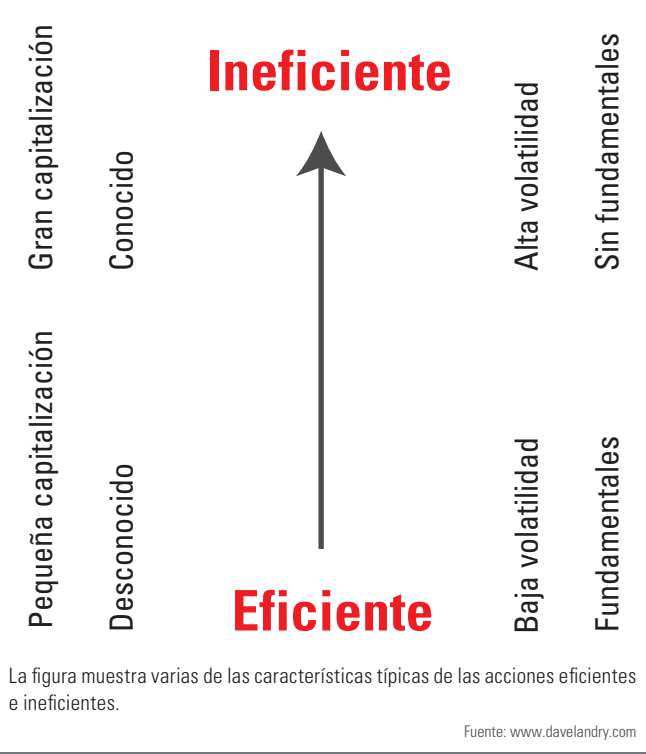 Ineficiente
Gran capitalización
Conocido
Alta volatilidad
Sin fundamentales
Pequeña capitalización
Desconocido
Baja volatilidad
Fundamentales
Eficiente
La figura muestra varias de las características típicas de las acciones eficientes
e ineficientes.
Fuente: www.davelandry.com